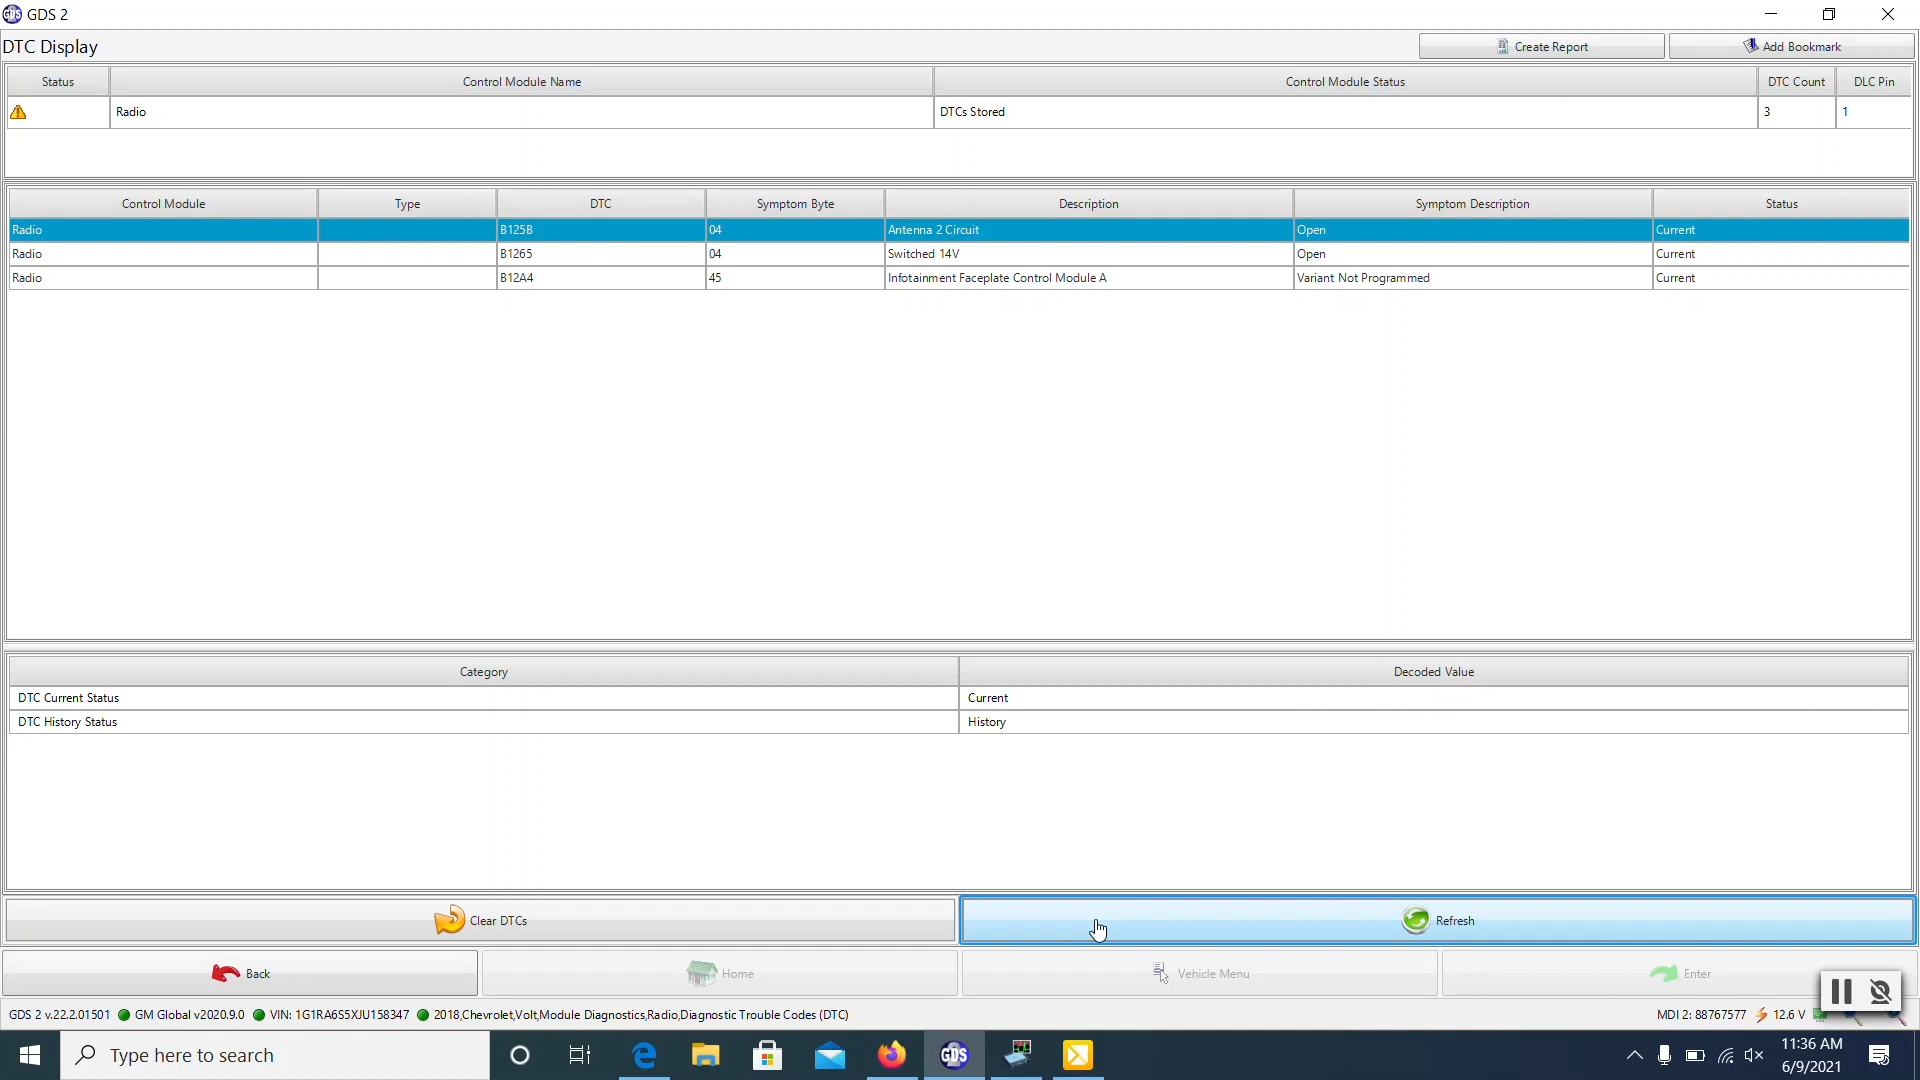 GDS 2
DTC Display
Create Report
Add Bookmark
Status Control Module Name Control Module Status DTC Count DLC Pin
Radio DTCs Stored 3 1
Control Module Type DTC Symptom Byte Description Symptom Description Status
Radio B125B 04 Antenna 2 Circuit Open Current
Radio B1265 04 Switched 14V Open Current
Radio B12A4 45 Infotainment Faceplate Control Module A Variant Not Programmed Current
Category Decoded Value
DTC Current Status Current
DTC History Status History
Clear DTCs Refresh
Back Home Vehicle Menu Enter
GDS 2 v.22.2.01501 GM Global v2020.9.0 VIN: 1G1RA6S5XJU158347 2018,Chevrolet,Volt,Module Diagnostics,Radio,Diagnostic Trouble Codes (DTC) MDI 2: 88767577 12.6 V
Type here to search
GDS
11:36 AM
6/9/2021